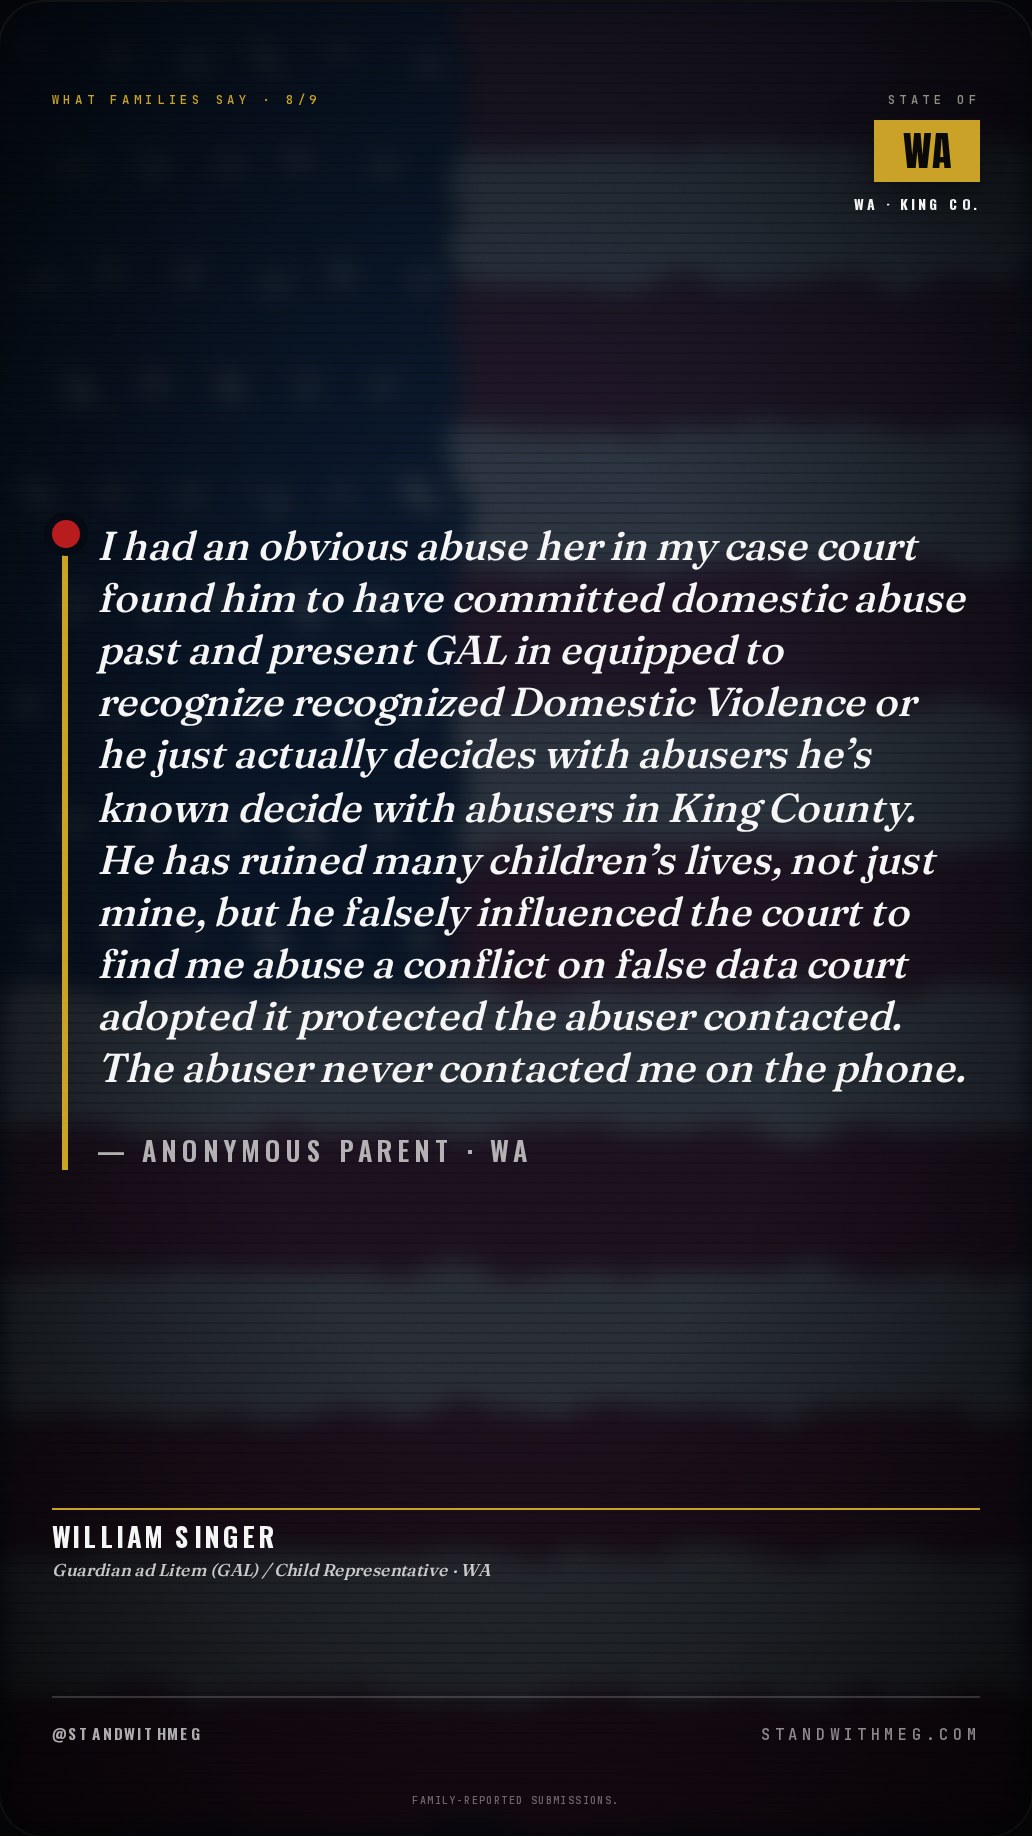 WHAT FAMILIES SAY · 8/9
STATE OF
WA
WA · KING CO.
I had an obvious abuse her in my case court
found him to have committed domestic abuse
past and present GAL in equipped to
recognize recognized Domestic Violence or
he just actually decides with abusers he’s
known decide with abusers in King County.
He has ruined many children’s lives, not just
mine, but he falsely influenced the court to
find me abuse a conflict on false data court
adopted it protected the abuser contacted.
The abuser never contacted me on the phone.
— ANONYMOUS PARENT · WA
WILLIAM SINGER
Guardian ad Litem (GAL) / Child Representative · WA
@STANDWITHMEG
STANDWITHMEG.COM
FAMILY-REPORTED SUBMISSIONS.